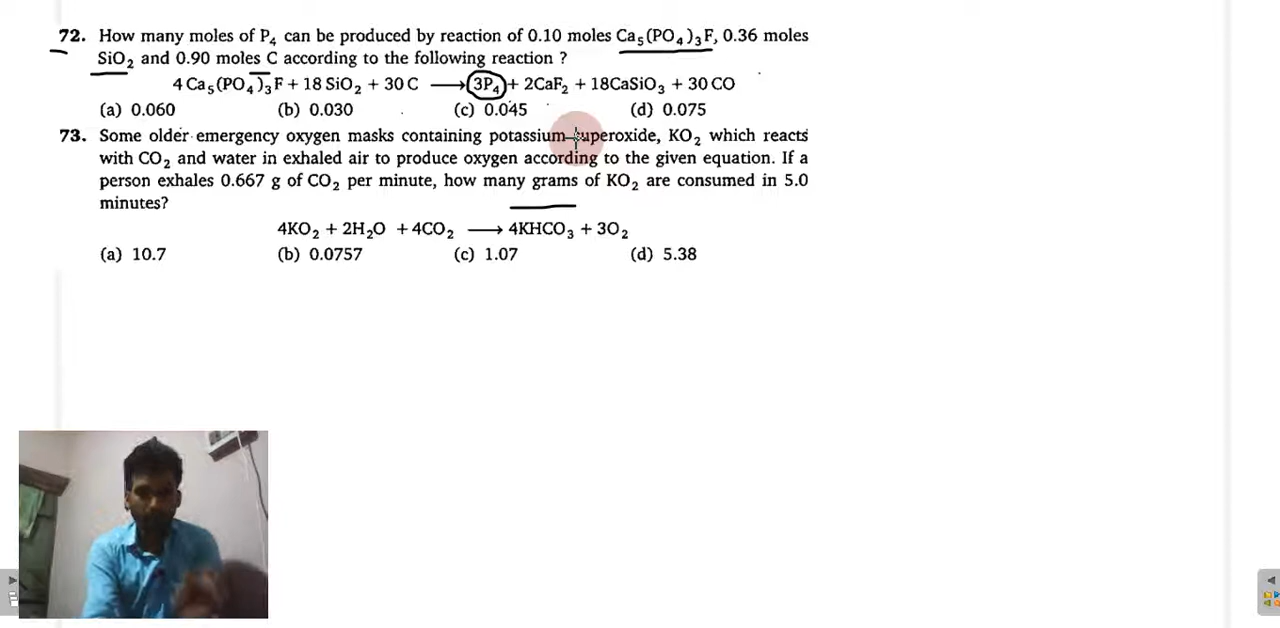 72. How many moles of P₄ can be produced by reaction of 0.10 moles Ca₅(PO₄)₃F, 0.36 moles
SiO₂ and 0.90 moles C according to the following reaction ?
4 Ca₅(PO₄)₃F + 18 SiO₂ + 30 C ⟶ 3P₄ + 2CaF₂ + 18CaSiO₃ + 30 CO
(a) 0.060 (b) 0.030 (c) 0.045 (d) 0.075
73. Some older emergency oxygen masks containing potassium superoxide, KO₂ which reacts
with CO₂ and water in exhaled air to produce oxygen according to the given equation. If a
person exhales 0.667 g of CO₂ per minute, how many grams of KO₂ are consumed in 5.0
minutes?
4KO₂ + 2H₂O + 4CO₂ ⟶ 4KHCO₃ + 3O₂
(a) 10.7 (b) 0.0757 (c) 1.07 (d) 5.38